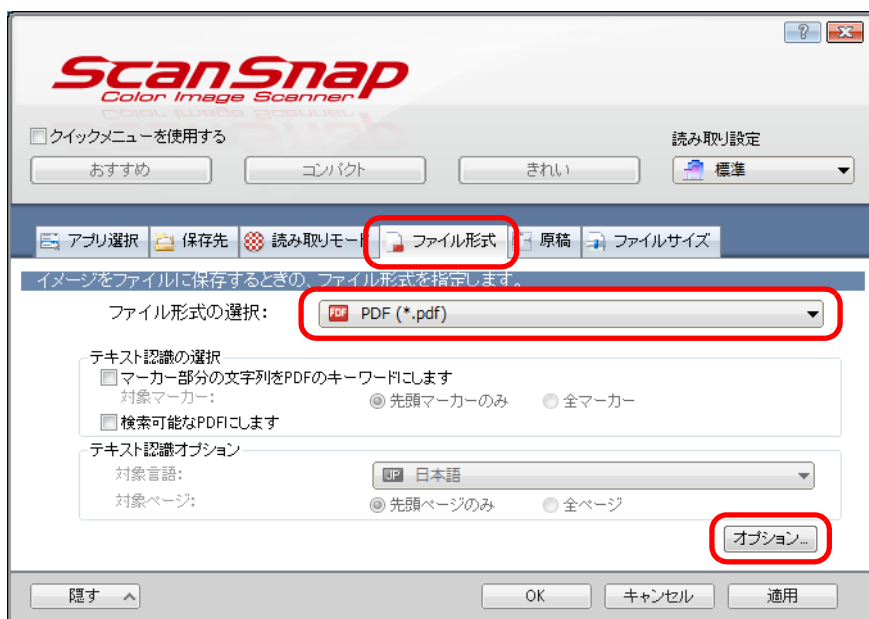 ScanSnap
Color Image Scanner
クイックメニューを使用する
読み取り設定
おすすめ
コンパクト
きれい
標準
アプリ選択
保存先
読み取りモード
ファイル形式
原稿
ファイルサイズ
イメージをファイルに保存するときの、ファイル形式を指定します。
ファイル形式の選択:
PDF PDF (*.pdf)
テキスト認識の選択
マーカー部分の文字列をPDFのキーワードにします
対象マーカー: 先頭マーカーのみ 全マーカー
検索可能なPDFにします
テキスト認識オプション
対象言語: JP 日本語
対象ページ: 先頭ページのみ 全ページ
オプション...
隠す
OK
キャンセル
適用